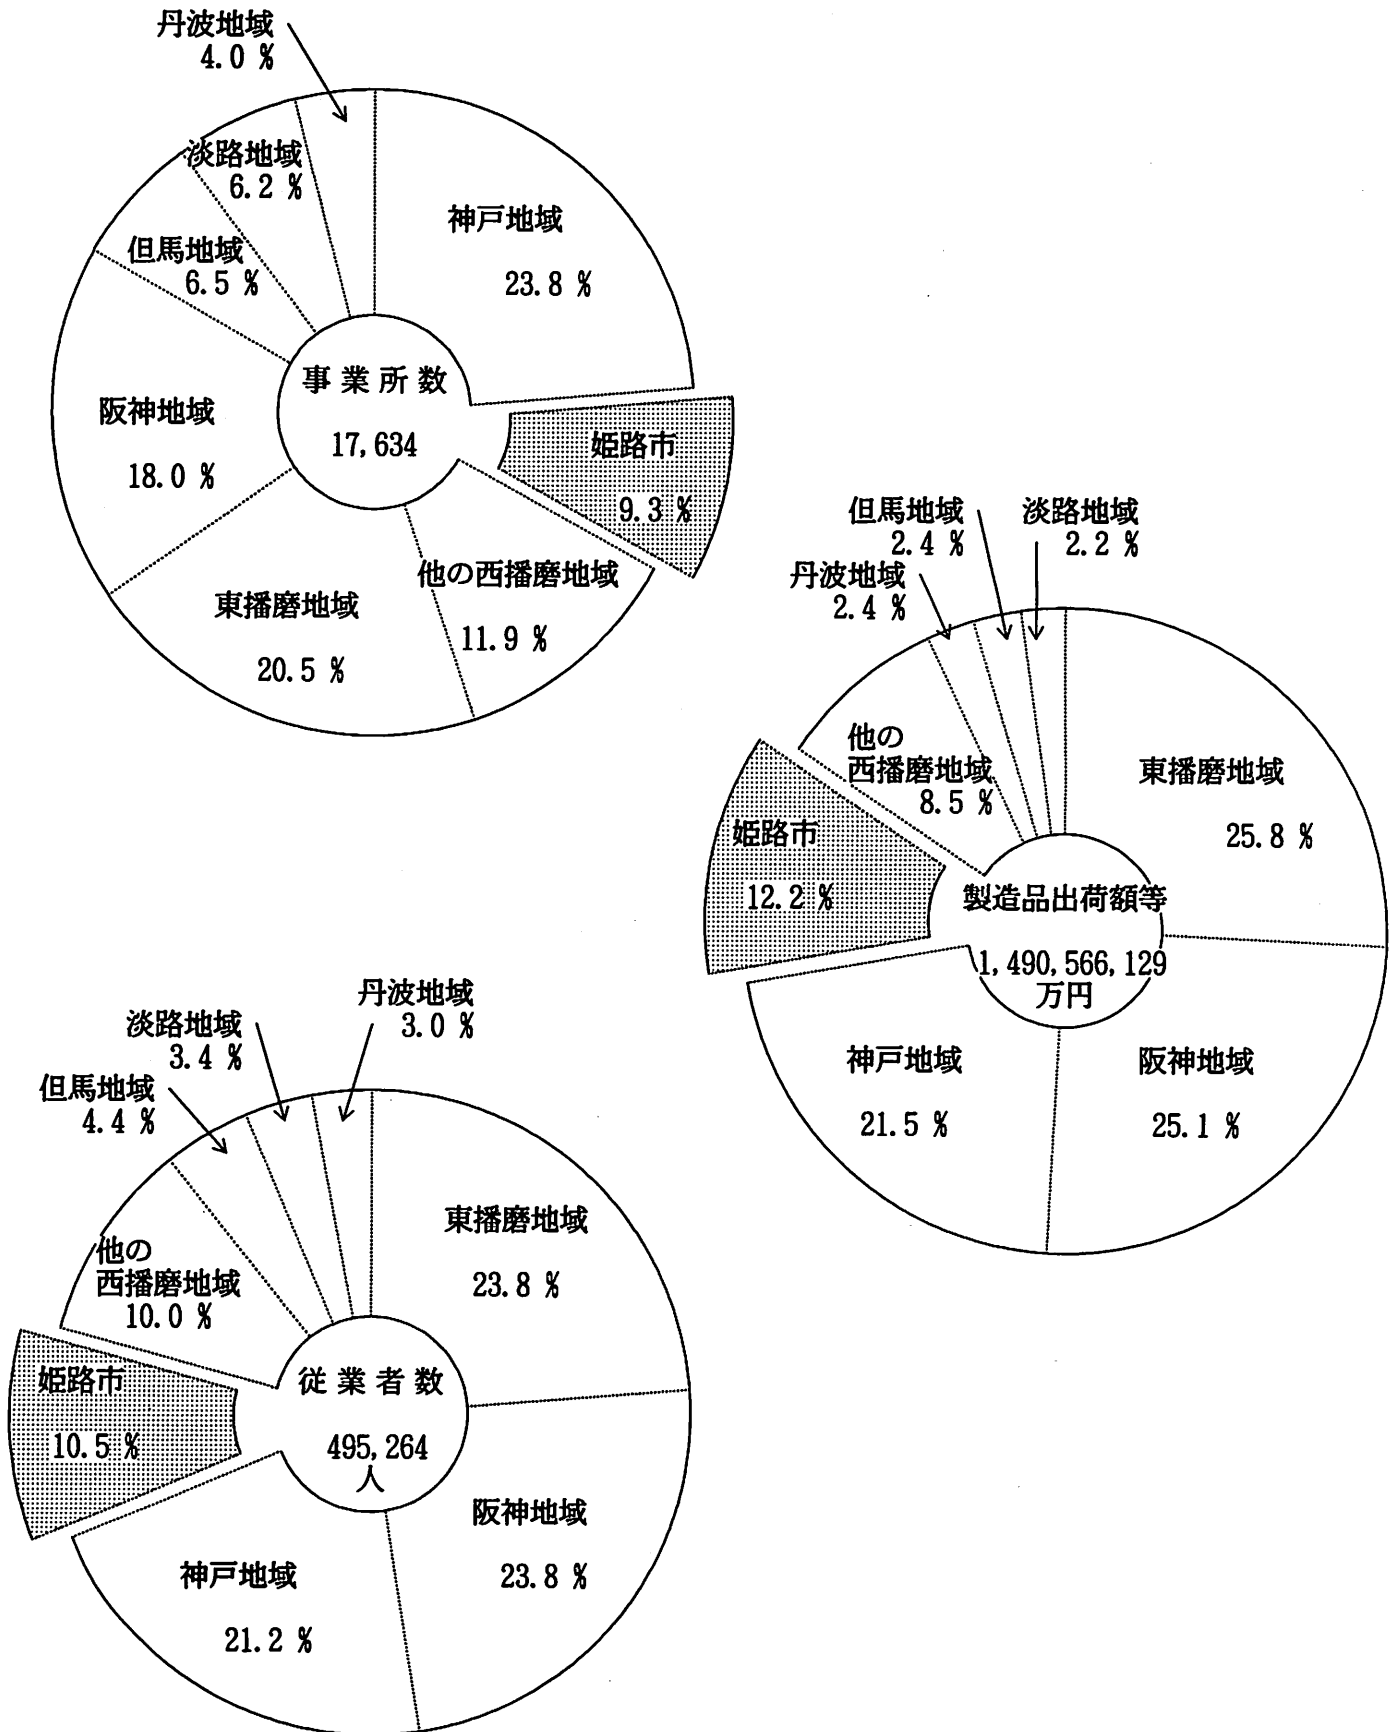 丹波地域
4.0 %
淡路地域
6.2 %
神戸地域
23.8 %
但馬地域
6.5 %
事業所数
17,634
阪神地域
18.0 %
姫路市
9.3 %
他の西播磨地域
11.9 %
東播磨地域
20.5 %
但馬地域
2.4 %
淡路地域
2.2 %
丹波地域
2.4 %
他の
西播磨地域
8.5 %
東播磨地域
25.8 %
姫路市
12.2 %
製造品出荷額等
1,490,566,129
万円
神戸地域
21.5 %
阪神地域
25.1 %
丹波地域
3.0 %
淡路地域
3.4 %
但馬地域
4.4 %
東播磨地域
23.8 %
他の
西播磨地域
10.0 %
姫路市
10.5 %
従業者数
495,264
人
阪神地域
23.8 %
神戸地域
21.2 %